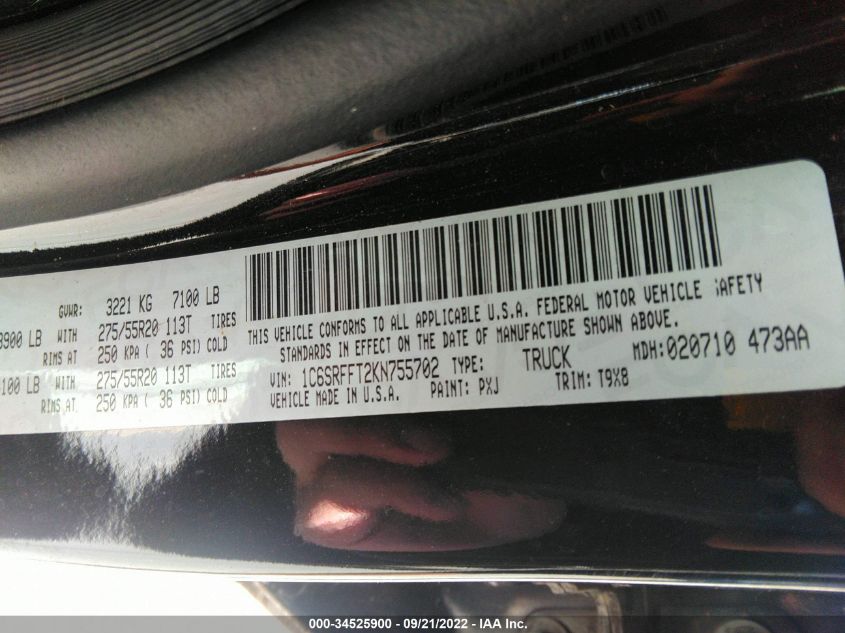 GVWR: 3221 KG 7100 LB
3900 LB WITH 275/55R20 113T TIRES
RIMS AT 250 KPA ( 36 PSI) COLD
100 LB WITH 275/55R20 113T TIRES
RIMS AT 250 KPA ( 36 PSI) COLD
THIS VEHICLE CONFORMS TO ALL APPLICABLE U.S.A. FEDERAL MOTOR VEHICLE SAFETY
STANDARDS IN EFFECT ON THE DATE OF MANUFACTURE SHOWN ABOVE.
VIN: 1C6SRFFT2KN755702 TYPE: TRUCK MDH:020710 473AA
VEHICLE MADE IN U.S.A. PAINT: PXJ TRIM: T9X8
000-34525900 - 09/21/2022 - IAA Inc.